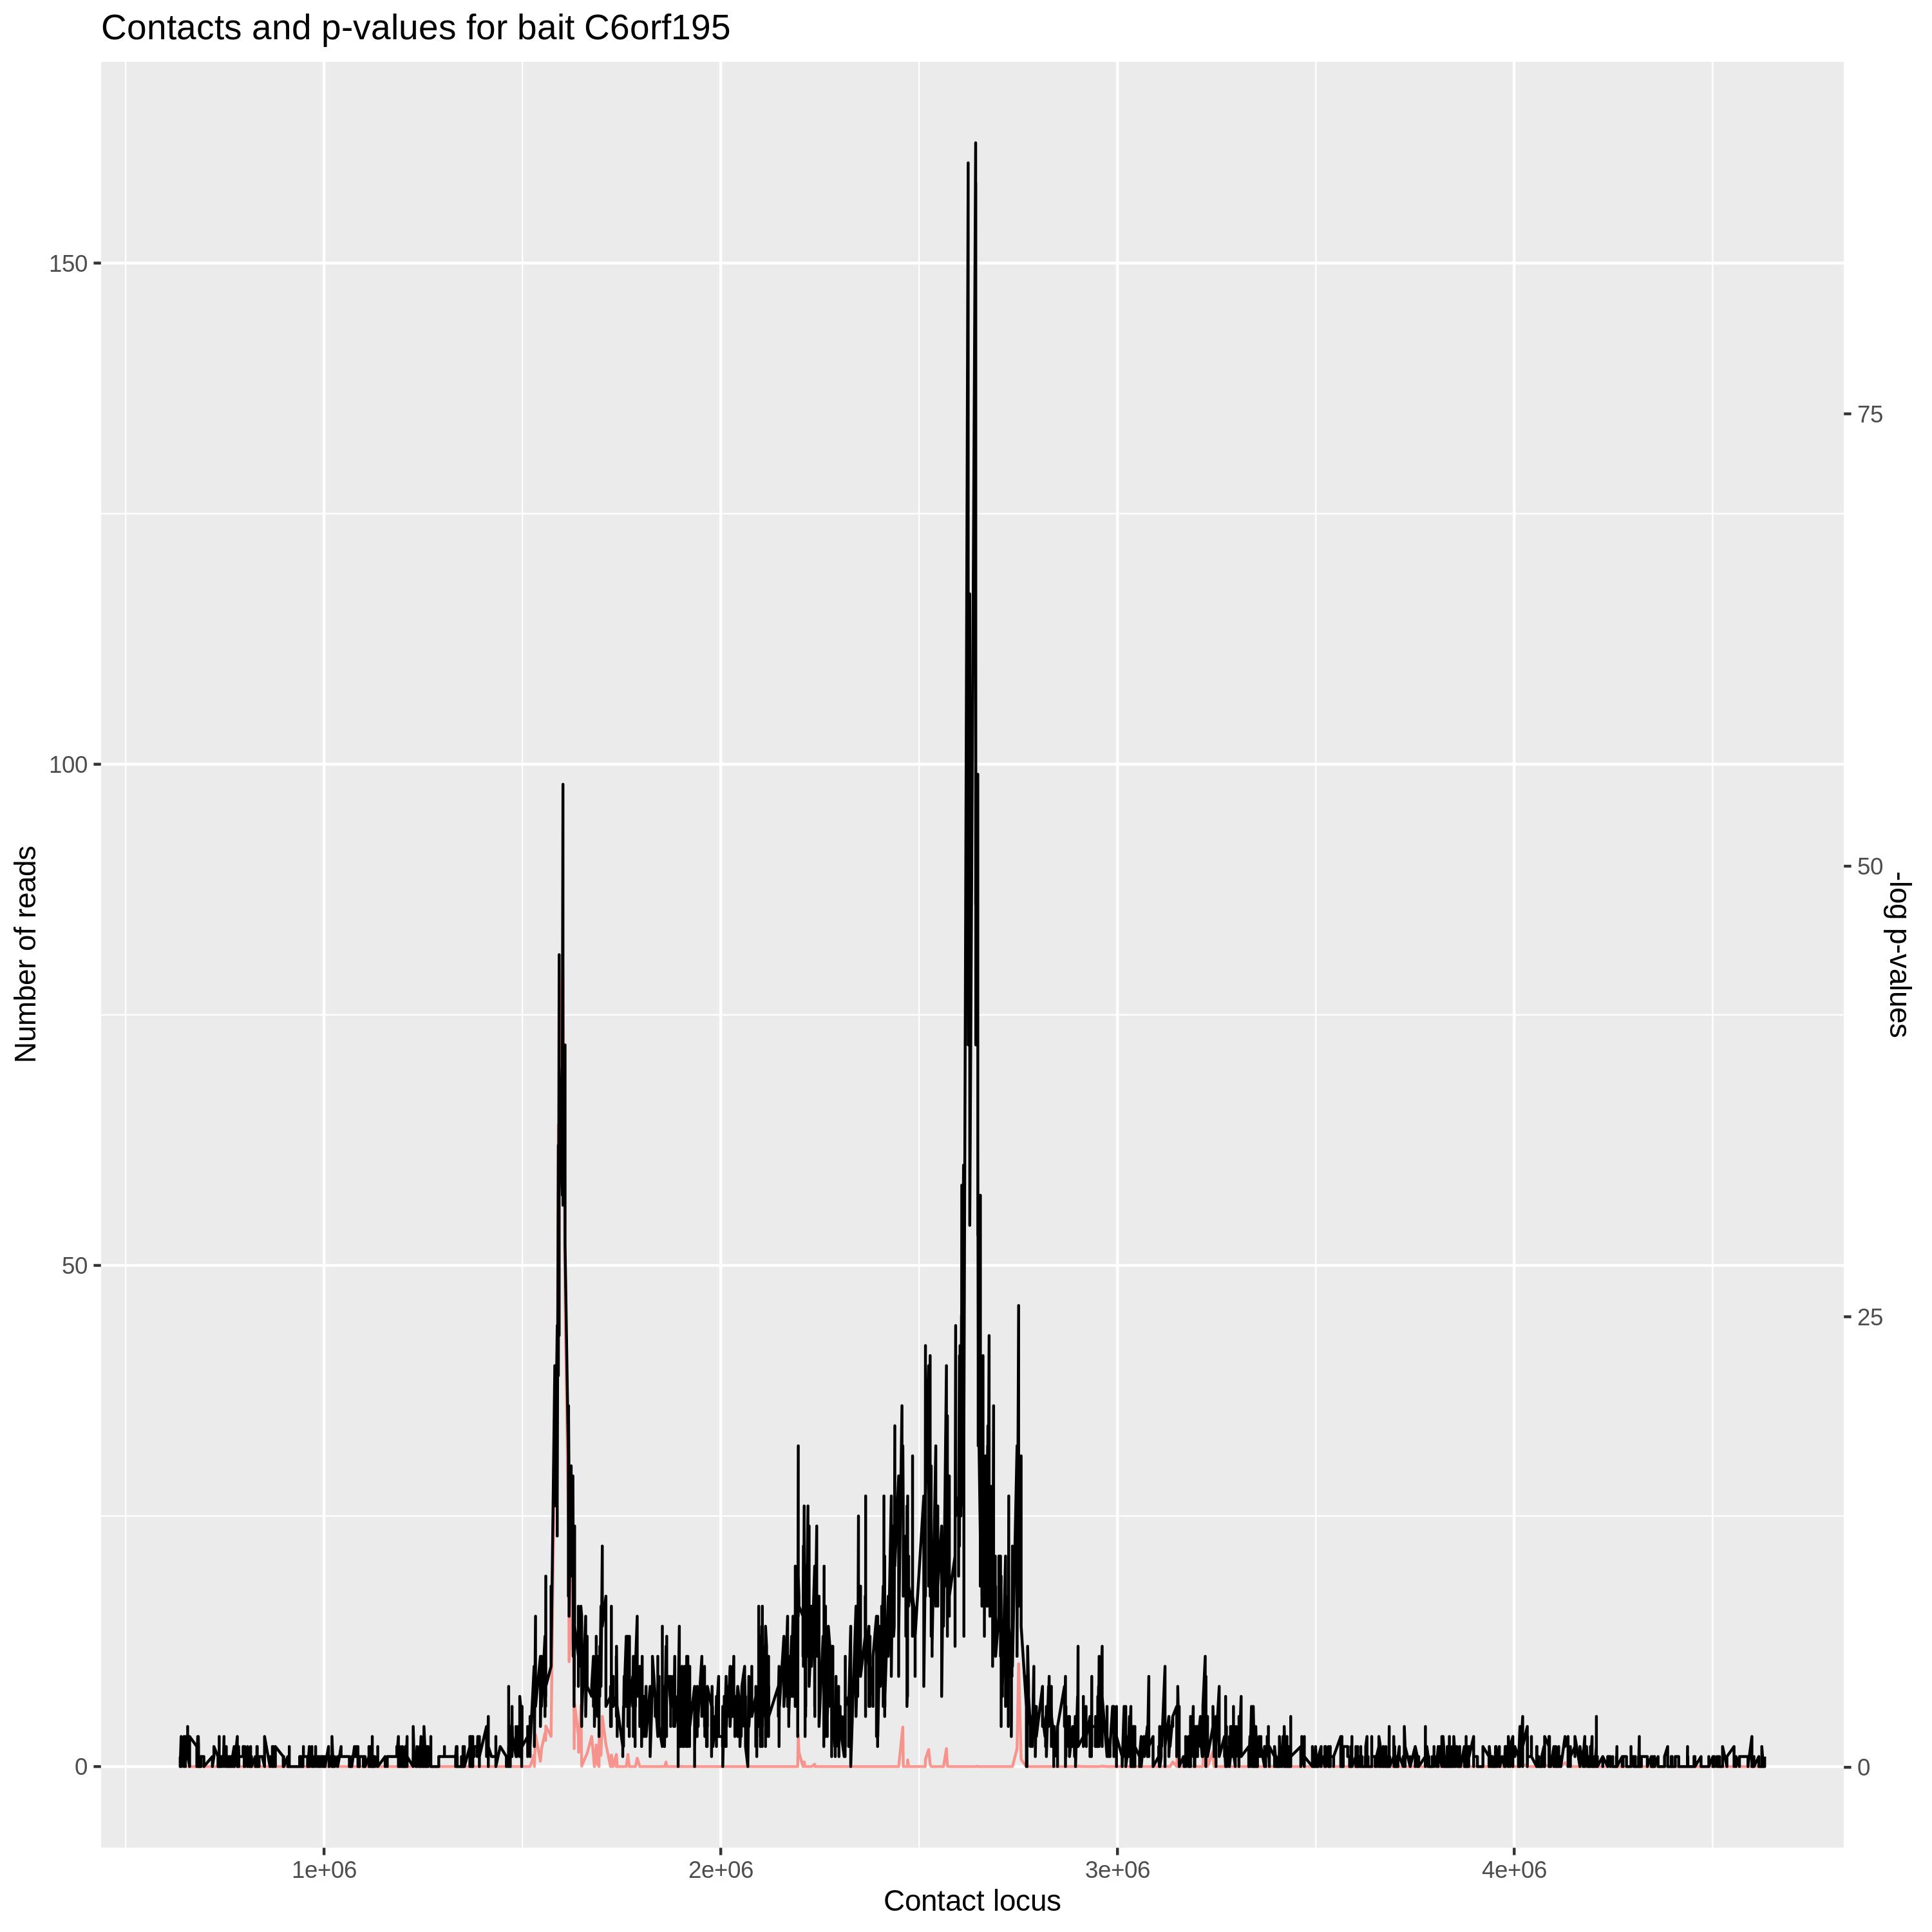 Contacts and p-values for bait C6orf195
150
100
50
0
75
50
25
0
Number of reads
-log p-values
1e+06
2e+06
3e+06
4e+06
Contact locus